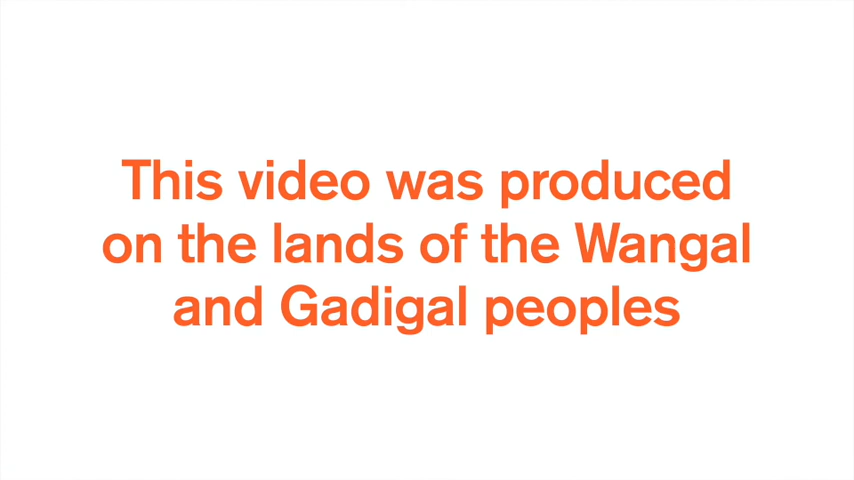 This video was produced
on the lands of the Wangal
and Gadigal peoples